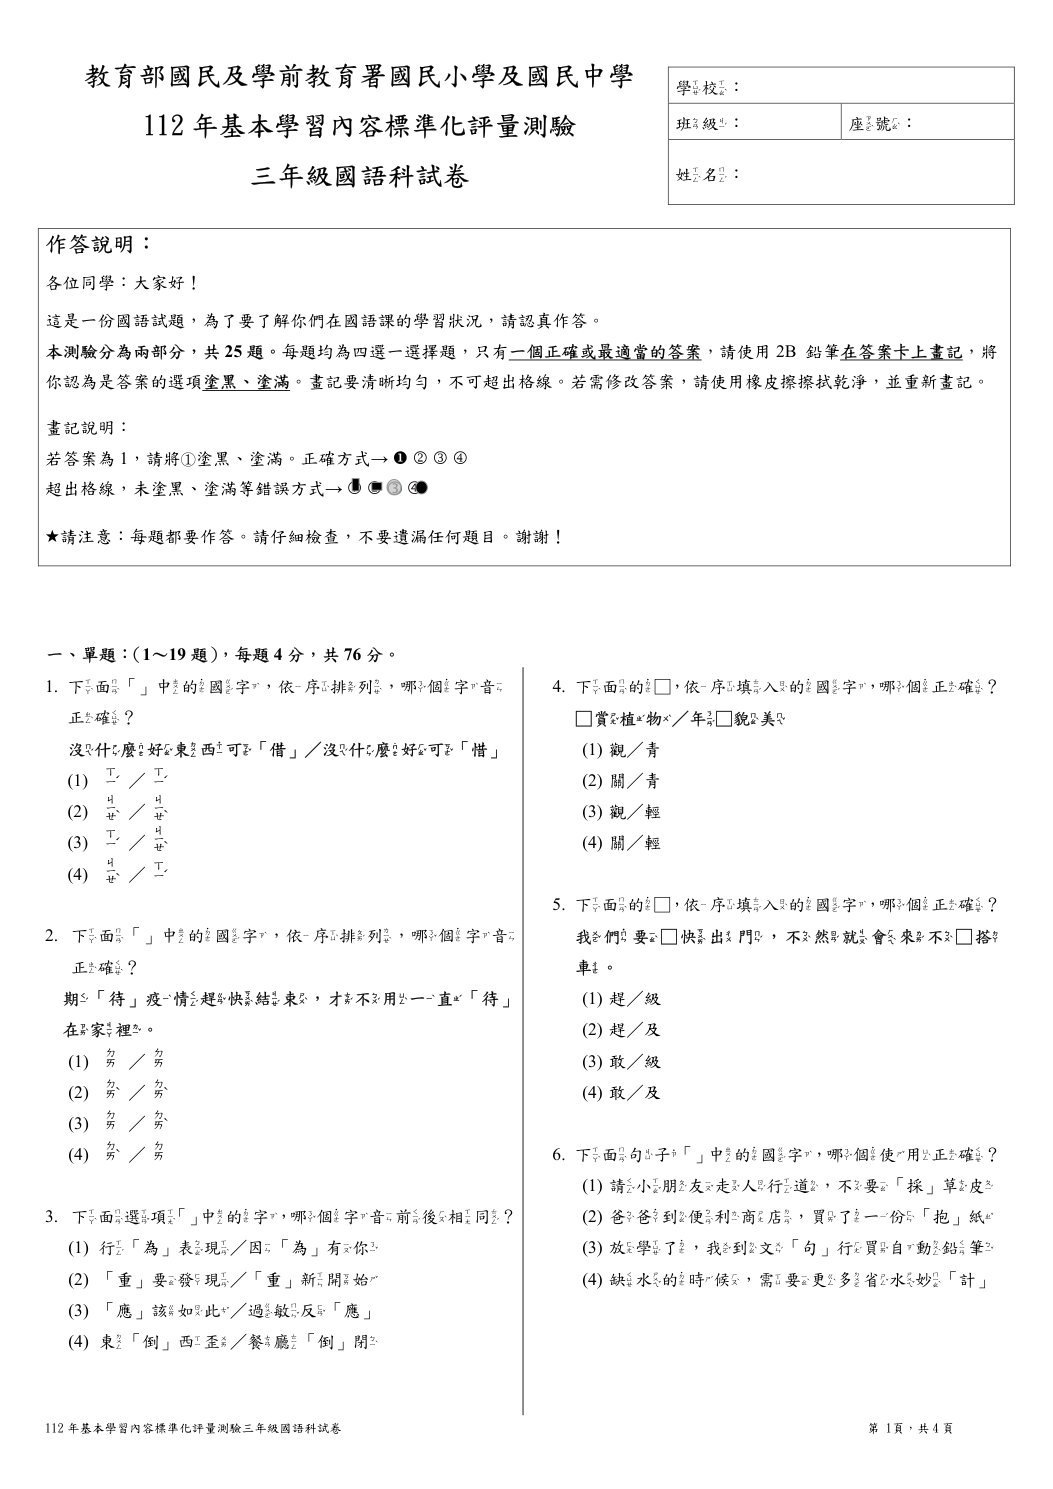 教育部國民及學前教育署國民小學及國民中學
112 年基本學習內容標準化評量測驗
三年級國語科試卷
學校：
班級：
座號：
姓名：
作答說明：
各位同學：大家好！
這是一份國語試題，為了要了解你們在國語課的學習狀況，請認真作答。
本測驗分為兩部分，共 25 題。每題均為四選一選擇題，只有一個正確或最適當的答案，請使用 2B 鉛筆在答案卡上畫記，將
你認為是答案的選項塗黑、塗滿。畫記要清晰均勻，不可超出格線。若需修改答案，請使用橡皮擦擦拭乾淨，並重新畫記。
畫記說明：
若答案為 1，請將①塗黑、塗滿。正確方式→ ❶ ② ③ ④
超出格線，未塗黑、塗滿等錯誤方式→ ① ② ③ ④
★請注意：每題都要作答。請仔細檢查，不要遺漏任何題目。謝謝！
一、單題：（1～19 題），每題 4 分，共 76 分。
1. 下面「」中的國字，依序排列，哪個字音
正確？
沒什麼好東西可「借」／沒什麼好可「惜」
(1) ㄒㄧˊ ／ ㄒㄧˊ
(2) ㄐㄧㄝˋ ／ ㄐㄧㄝˋ
(3) ㄒㄧˊ ／ ㄐㄧㄝˋ
(4) ㄐㄧㄝˋ ／ ㄒㄧˊ
2. 下面「」中的國字，依序排列，哪個字音
正確？
期「待」疫情趕快結束，才不用一直「待」
在家裡。
(1) ㄉㄞ ／ ㄉㄞ
(2) ㄉㄞˋ ／ ㄉㄞˋ
(3) ㄉㄞ ／ ㄉㄞˋ
(4) ㄉㄞˋ ／ ㄉㄞ
3. 下面選項「」中的字，哪個字音前後相同？
(1) 行「為」表現／因「為」有你
(2) 「重」要發現／「重」新開始
(3) 「應」該如此／過敏反「應」
(4) 東「倒」西歪／餐廳「倒」閉
4. 下面的□，依序填入的國字，哪個正確？
□賞植物／年□貌美
(1) 觀／青
(2) 關／青
(3) 觀／輕
(4) 關／輕
5. 下面的□，依序填入的國字，哪個正確？
我們要□快出門，不然就會來不□搭
車。
(1) 趕／級
(2) 趕／及
(3) 敢／級
(4) 敢／及
6. 下面句子「」中的國字，哪個使用正確？
(1) 請小朋友走人行道，不要「採」草皮
(2) 爸爸到便利商店，買了一份「抱」紙
(3) 放學了，我到文「句」行買自動鉛筆
(4) 缺水的時候，需要更多省水妙「計」
112 年基本學習內容標準化評量測驗三年級國語科試卷
第 1頁，共 4 頁